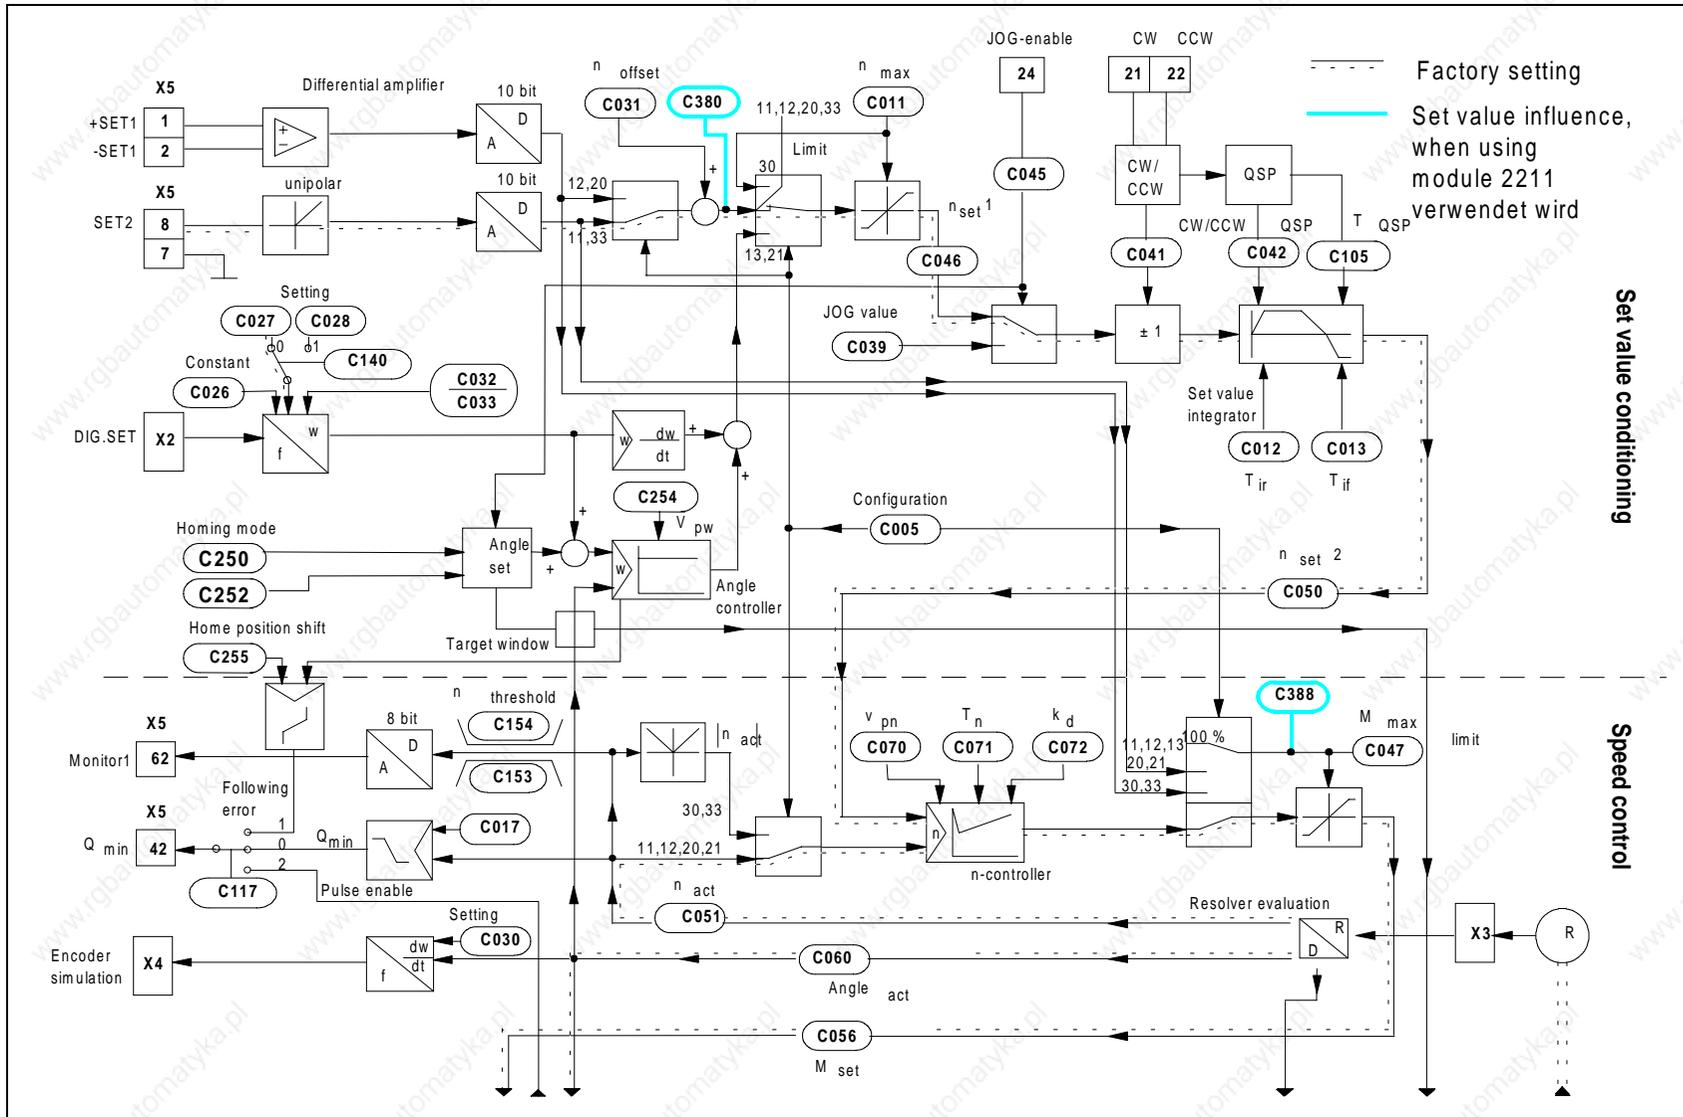 JOG-enable
CW CCW
24
21 22
Factory setting
Set value influence,
when using
module 2211
verwendet wird
X5
Differential amplifier
10 bit
n offset
C031
C380
11,12,20,33
n max
C011
+SET1
1
-SET1
2
+
−
D
A
Limit
30
C045
CW/
CCW
QSP
X5
unipolar
10 bit
12,20
+
SET2
8
7
D
A
11,33
13,21
n set 1
CW/CCW
QSP
T QSP
C046
C041
C042
C105
Setting
C027
C028
0
1
C140
Constant
C026
C032
C033
JOG value
C039
± 1
Set value conditioning
Set value
integrator
C012
C013
T ir
T if
DIG.SET
X2
w
f
w
dw
dt
+
+
C254
V pw
Configuration
C005
Homing mode
C250
C252
Angle
set
+
+
w
Angle
controller
n set 2
C050
Home position shift
C255
Target window
n threshold
C154
C153
|n act|
v pn
C070
T n
C071
k d
C072
C388
M max
C047
limit
Speed control
100 %
11,12,13
20,21
30,33
X5
Monitor1
62
8 bit
D
A
Following
error
X5
Q min
42
1
0
2
Q min
C017
C117
Pulse enable
30,33
11,12,20,21
n
n-controller
n act
C051
Resolver evaluation
R
D
X3
R
Setting
C030
Encoder
simulation
X4
dw
dt
f
C060
Angle act
C056
M set
www.rgbautomatyka.pl